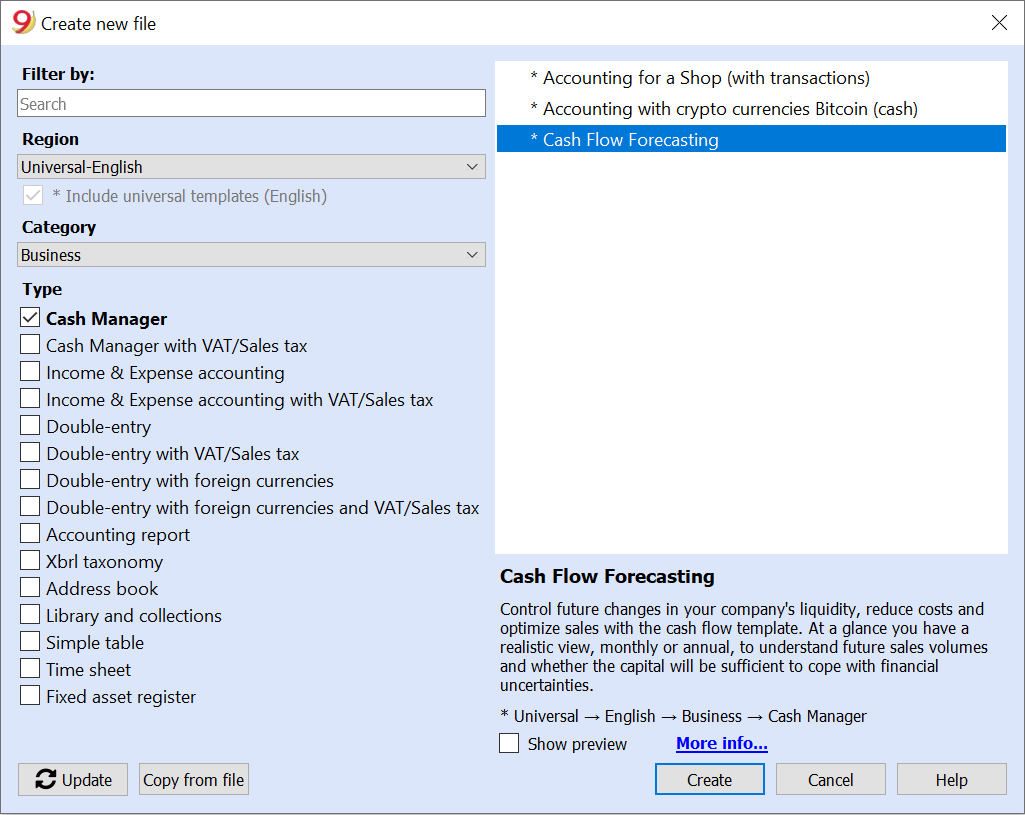 9 Create new file
Filter by:
Search
Region
Universal-English
* Include universal templates (English)
Category
Business
Type
Cash Manager
Cash Manager with VAT/Sales tax
Income & Expense accounting
Income & Expense accounting with VAT/Sales tax
Double-entry
Double-entry with VAT/Sales tax
Double-entry with foreign currencies
Double-entry with foreign currencies and VAT/Sales tax
Accounting report
Xbrl taxonomy
Address book
Library and collections
Simple table
Time sheet
Fixed asset register
Update
Copy from file
* Accounting for a Shop (with transactions)
* Accounting with crypto currencies Bitcoin (cash)
* Cash Flow Forecasting
Cash Flow Forecasting
Control future changes in your company's liquidity, reduce costs and
optimize sales with the cash flow template. At a glance you have a
realistic view, monthly or annual, to understand future sales volumes
and whether the capital will be sufficient to cope with financial
uncertainties.
* Universal → English → Business → Cash Manager
Show preview More info...
Create Cancel Help